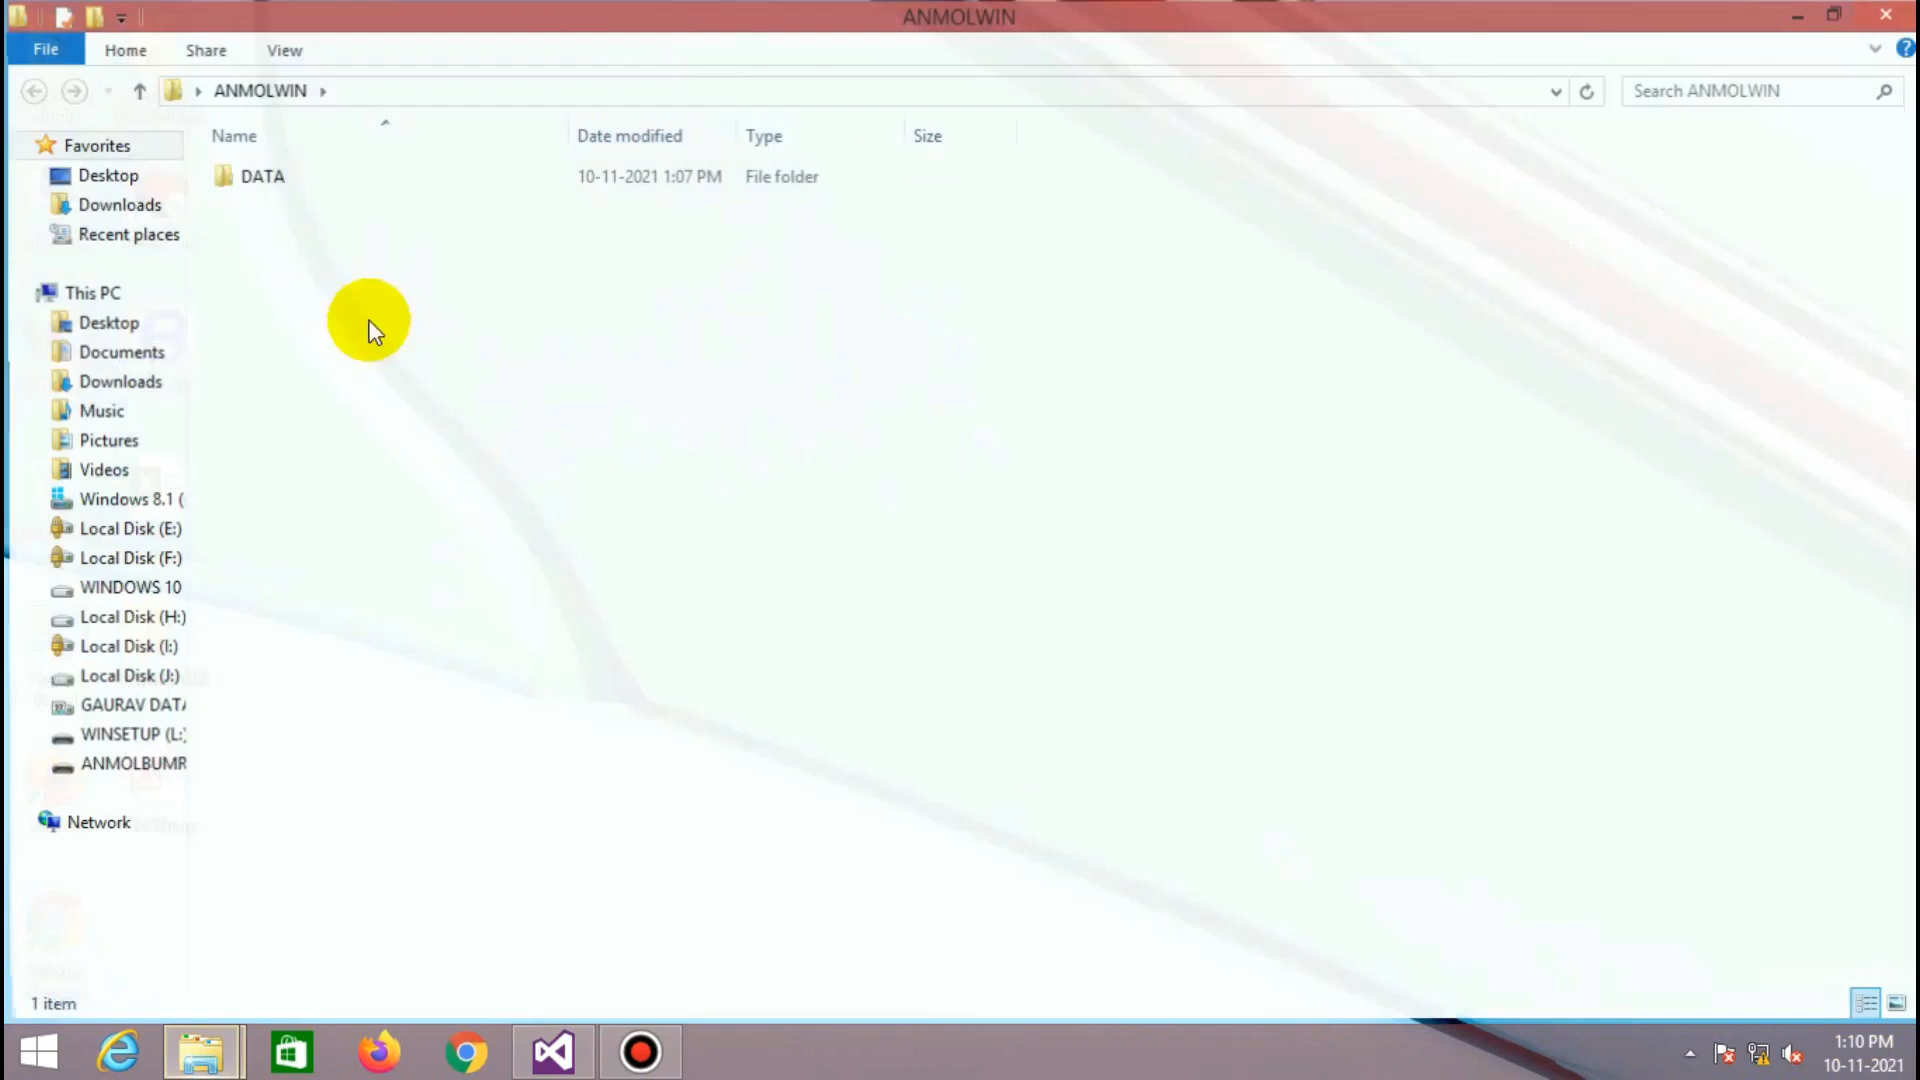 ANMOLWIN
File Home Share View
ANMOLWIN
Search ANMOLWIN
Name Date modified Type Size
DATA 10-11-2021 1:07 PM File folder
Favorites
Desktop
Downloads
Recent places
This PC
Desktop
Documents
Downloads
Music
Pictures
Videos
Windows 8.1 (
Local Disk (E:)
Local Disk (F:)
WINDOWS 10
Local Disk (H:)
Local Disk (I:)
Local Disk (J:)
GAURAV DATA
WINSETUP (L:)
ANMOLBUMR
Network
1 item
1:10 PM
10-11-2021